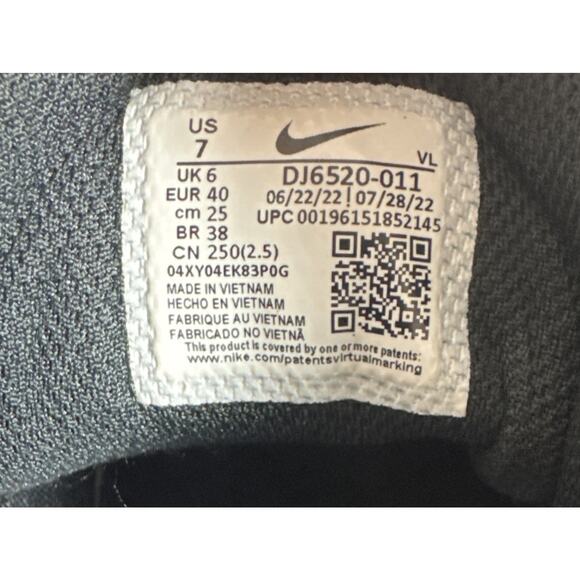 US
7
VL
UK 6
DJ6520-011
EUR 40
06/22/22 | 07/28/22
cm 25
UPC 00196151852145
BR 38
CN 250(2.5)
04XY04EK83P0G
MADE IN VIETNAM
HECHO EN VIETNAM
FABRIQUE AU VIETNAM
FABRICADO NO VIETNÃ
This product is covered by one or more patents:
www.nike.com/patentsvirtualmarking